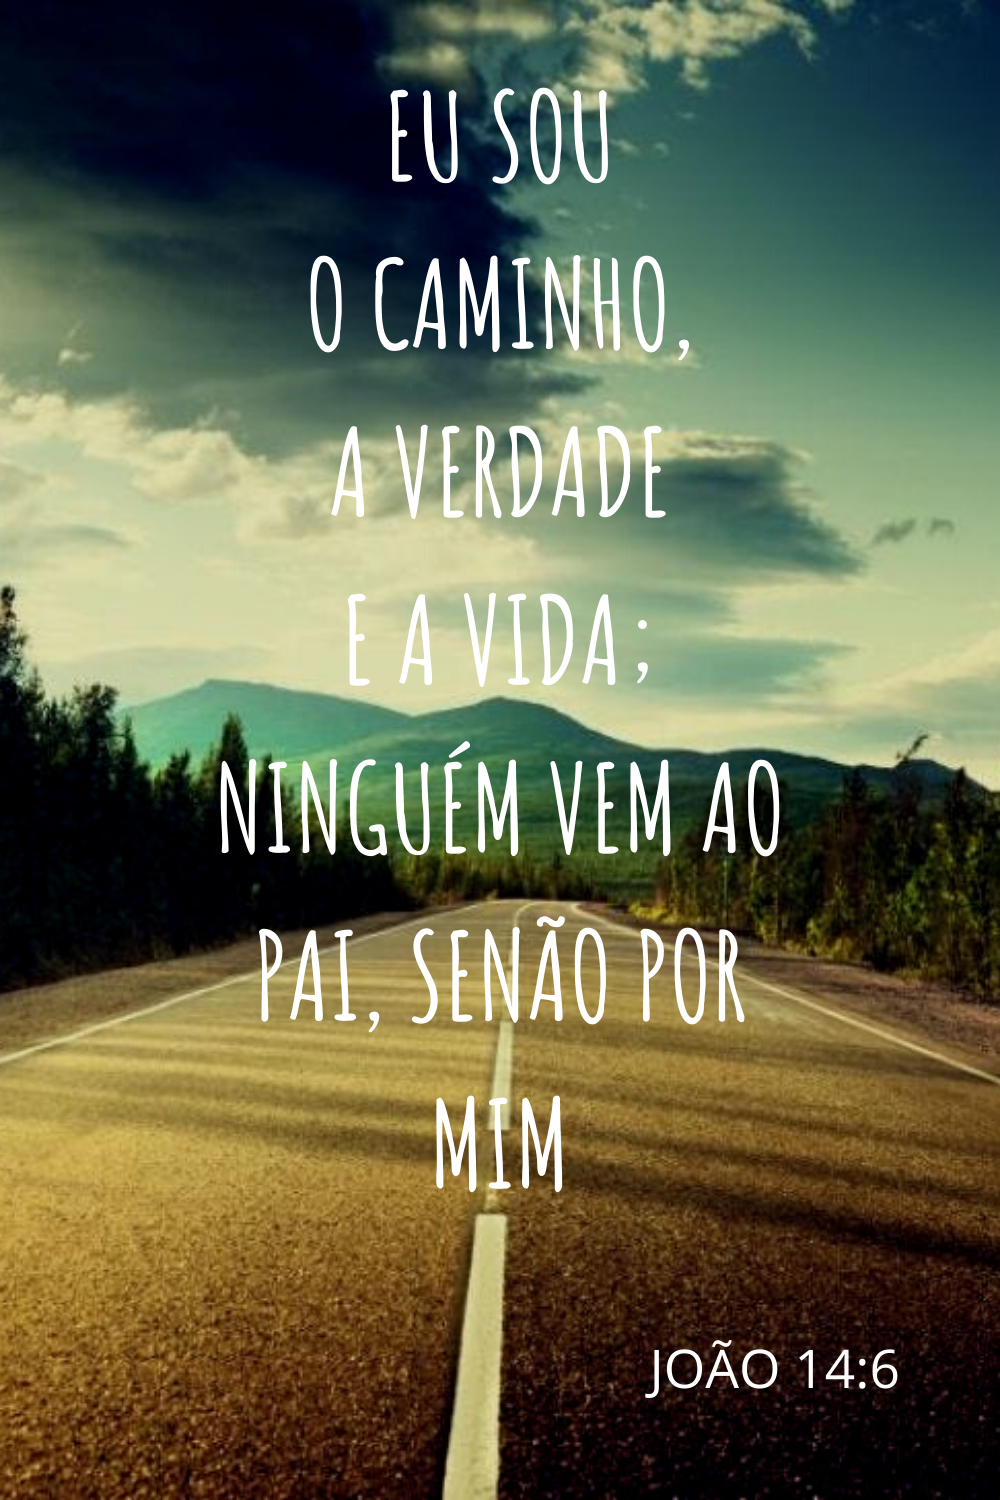 EU SOU
O CAMINHO,
A VERDADE
E A VIDA;
NINGUÉM VEM AO
PAI, SENÃO POR
MIM
JOÃO 14:6